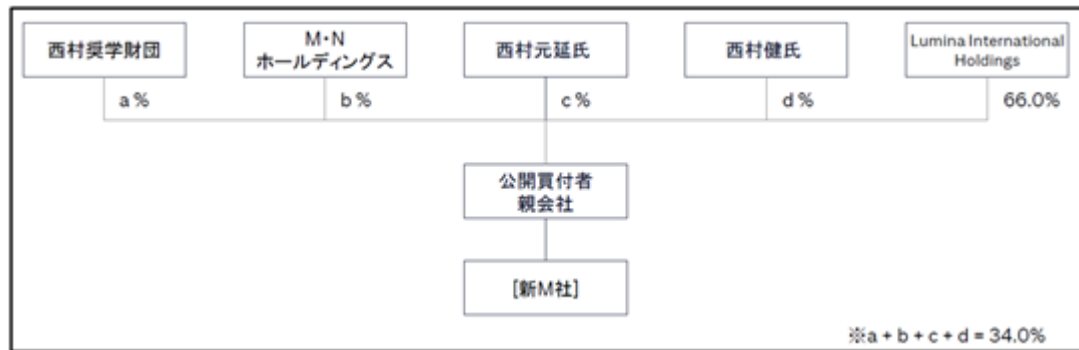 西村奨学財団
M・N
ホールディングス
西村元延氏
西村健氏
Lumina International
Holdings
a %
b %
c %
d %
66.0%
公開買付者
親会社
[新M社]
※a + b + c + d = 34.0%